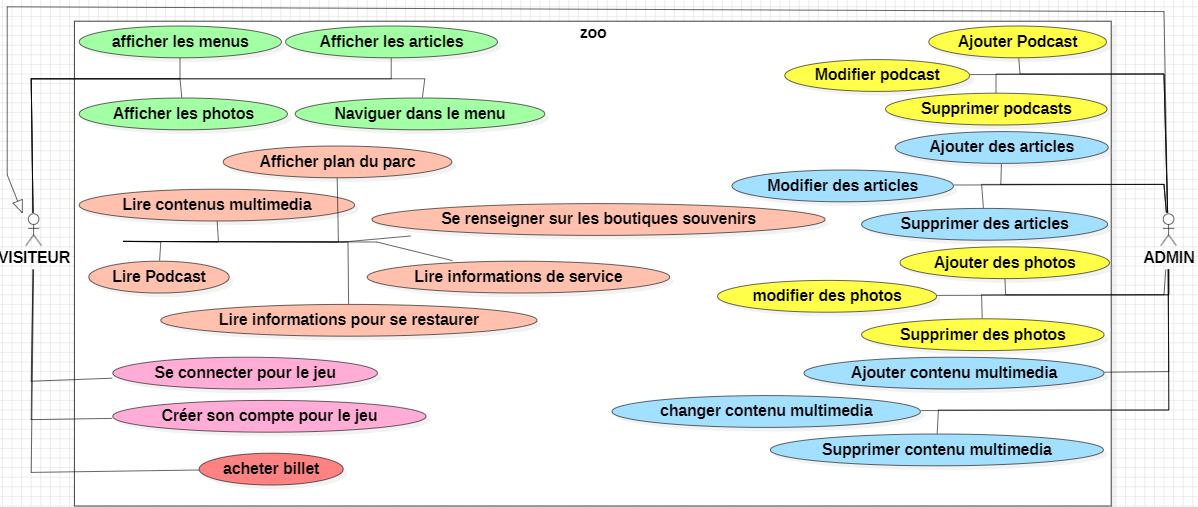 zoo
afficher les menus
Afficher les articles
Ajouter Podcast
Modifier podcast
Afficher les photos
Naviguer dans le menu
Supprimer podcasts
Ajouter des articles
Afficher plan du parc
Modifier des articles
Lire contenus multimedia
Se renseigner sur les boutiques souvenirs
Supprimer des articles
VISITEUR
ADMIN
Ajouter des photos
Lire Podcast
Lire informations de service
modifier des photos
Lire informations pour se restaurer
Supprimer des photos
Se connecter pour le jeu
Ajouter contenu multimedia
Créer son compte pour le jeu
changer contenu multimedia
Supprimer contenu multimedia
acheter billet